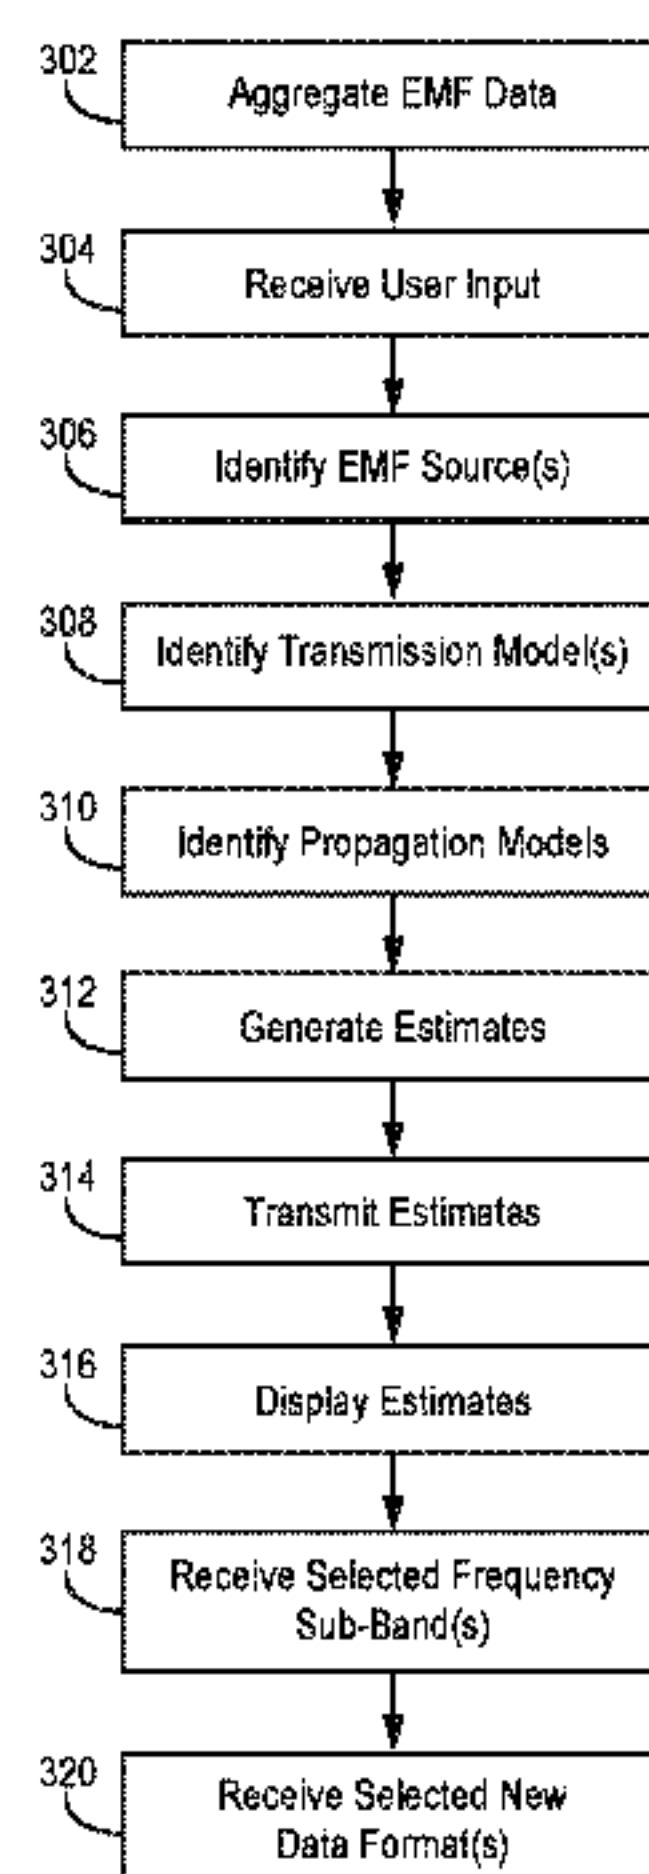 302
Aggregate EMF Data
304
Receive User Input
306
Identify EMF Source(s)
308
Identify Transmission Model(s)
310
Identify Propagation Models
312
Generate Estimates
314
Transmit Estimates
316
Display Estimates
318
Receive Selected Frequency
Sub-Band(s)
320
Receive Selected New
Data Format(s)